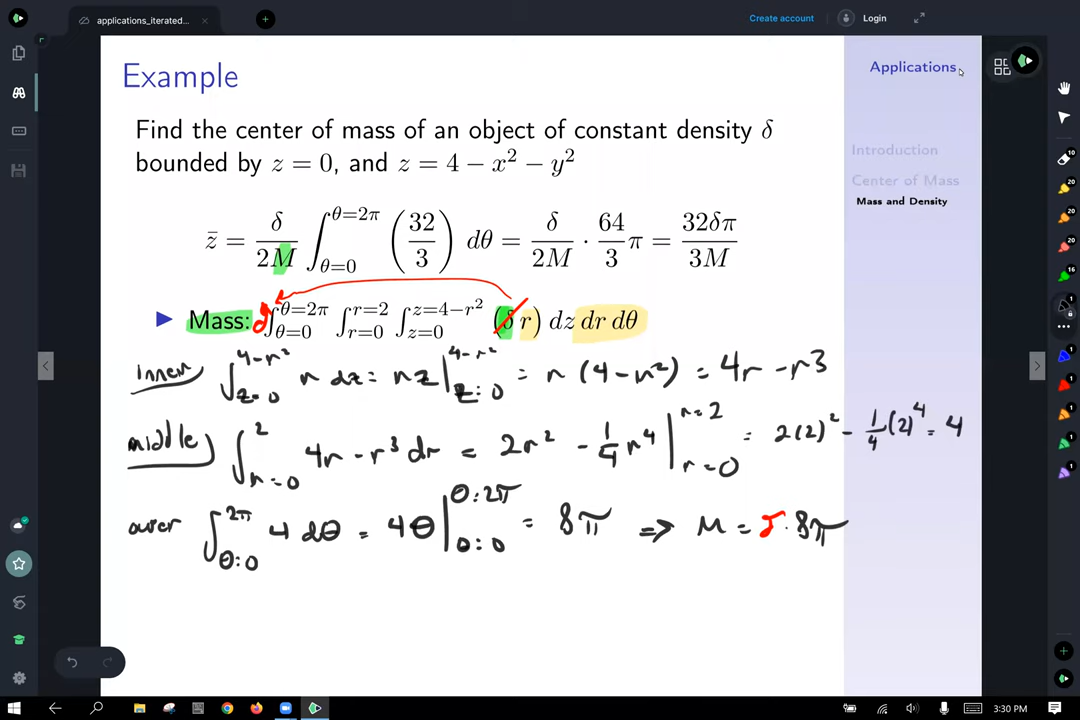 applications_iterated...
Create account
Login
Example
Applications
Find the center of mass of an object of constant density δ
bounded by z = 0, and z = 4 − x² − y²
Introduction
Center of Mass
Mass and Density
z̄ = δ/2M ∫_{θ=0}^{θ=2π} (32/3) dθ = δ/2M · 64/3 π = 32δπ/3M
Mass: δ ∫_{θ=0}^{θ=2π} ∫_{r=0}^{r=2} ∫_{z=0}^{z=4−r²} (δ r) dz dr dθ
inner) ∫_{z=0}^{4−r²} r dz = rz |_{z=0}^{4−r²} = r (4−r²) = 4r − r3
middle) ∫_{r=0}^{2} 4r − r³ dr = 2r² − 1/4 r⁴ |_{r=0}^{r=2} = 2(2)² − 1/4 (2)⁴ = 4
outer ∫_{θ=0}^{2π} 4 dθ = 4θ |_{θ=0}^{θ=2π} = 8π ⇒ M = δ · 8π
3:30 PM